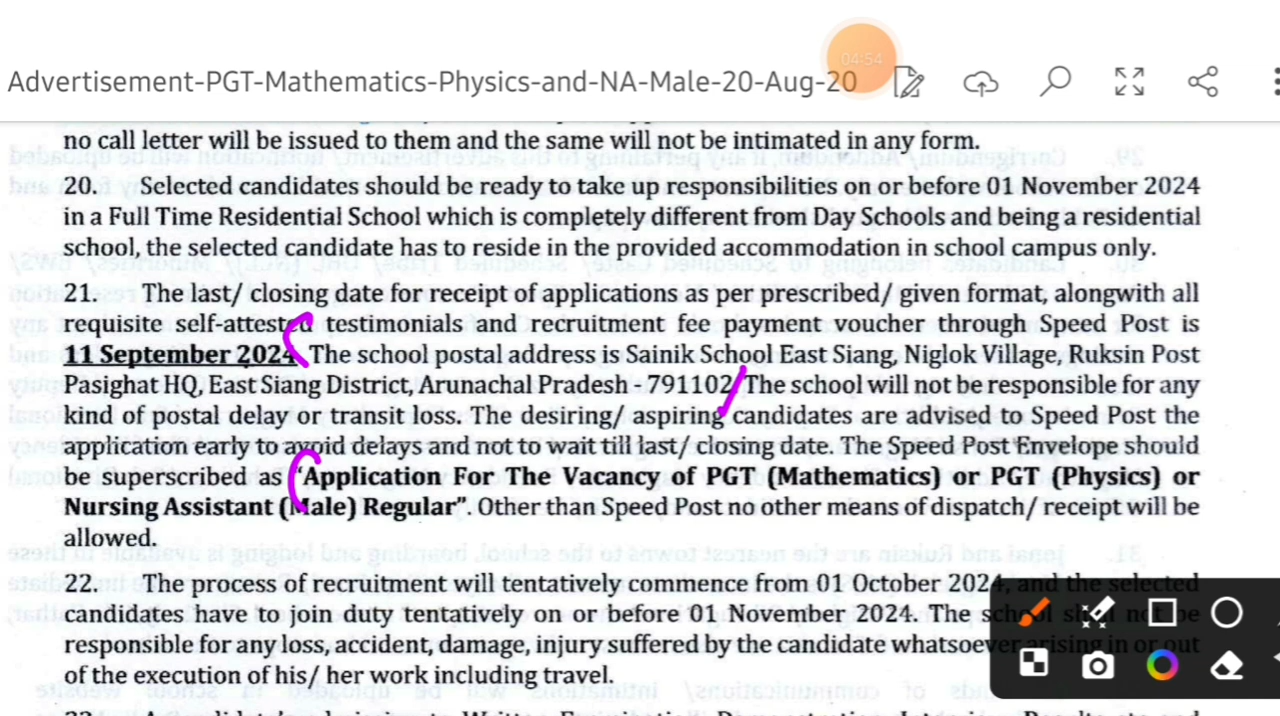 04:54
Advertisement-PGT-Mathematics-Physics-and-NA-Male-20-Aug-20
no call letter will be issued to them and the same will not be intimated in any form.
20. Selected candidates should be ready to take up responsibilities on or before 01 November 2024
in a Full Time Residential School which is completely different from Day Schools and being a residential
school, the selected candidate has to reside in the provided accommodation in school campus only.
21. The last/ closing date for receipt of applications as per prescribed/ given format, alongwith all
requisite self-attested testimonials and recruitment fee payment voucher through Speed Post is
September 2024. The school postal address is Sainik School East Siang, Niglok Village, Ruksin Post
Pasighat HQ, East Siang District, Arunachal Pradesh - 791102. The school will not be responsible for any
kind of postal delay or transit loss. The desiring/ aspiring candidates are advised to Speed Post the
application early to avoid delays and not to wait till last/ closing date. The Speed Post Envelope should
be superscribed as "Application For The Vacancy of PGT (Mathematics) or PGT (Physics) or
Nursing Assistant (Male) Regular". Other than Speed Post no other means of dispatch/ receipt will be
allowed.
22. The process of recruitment will tentatively commence from 01 October 2024, and the selected
candidates have to join duty tentatively on or before 01 November 2024. The school shall not be
responsible for any loss, accident, damage, injury suffered by the candidate whatsoever arising in or out
of the execution of his/ her work including travel.